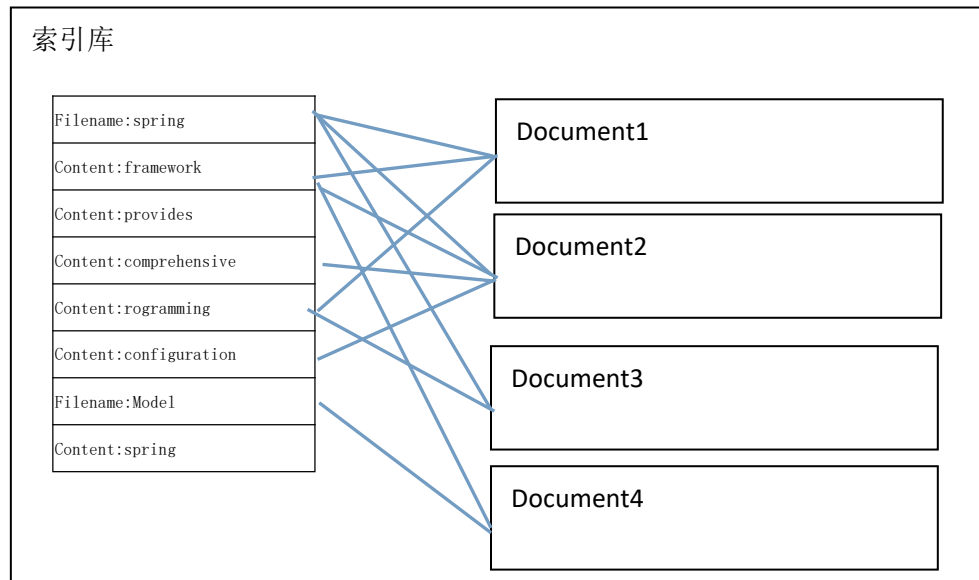 索引库
Filename:spring
Content:framework
Content:provides
Content:comprehensive
Content:rogramming
Content:configuration
Filename:Model
Content:spring
Document1
Document2
Document3
Document4